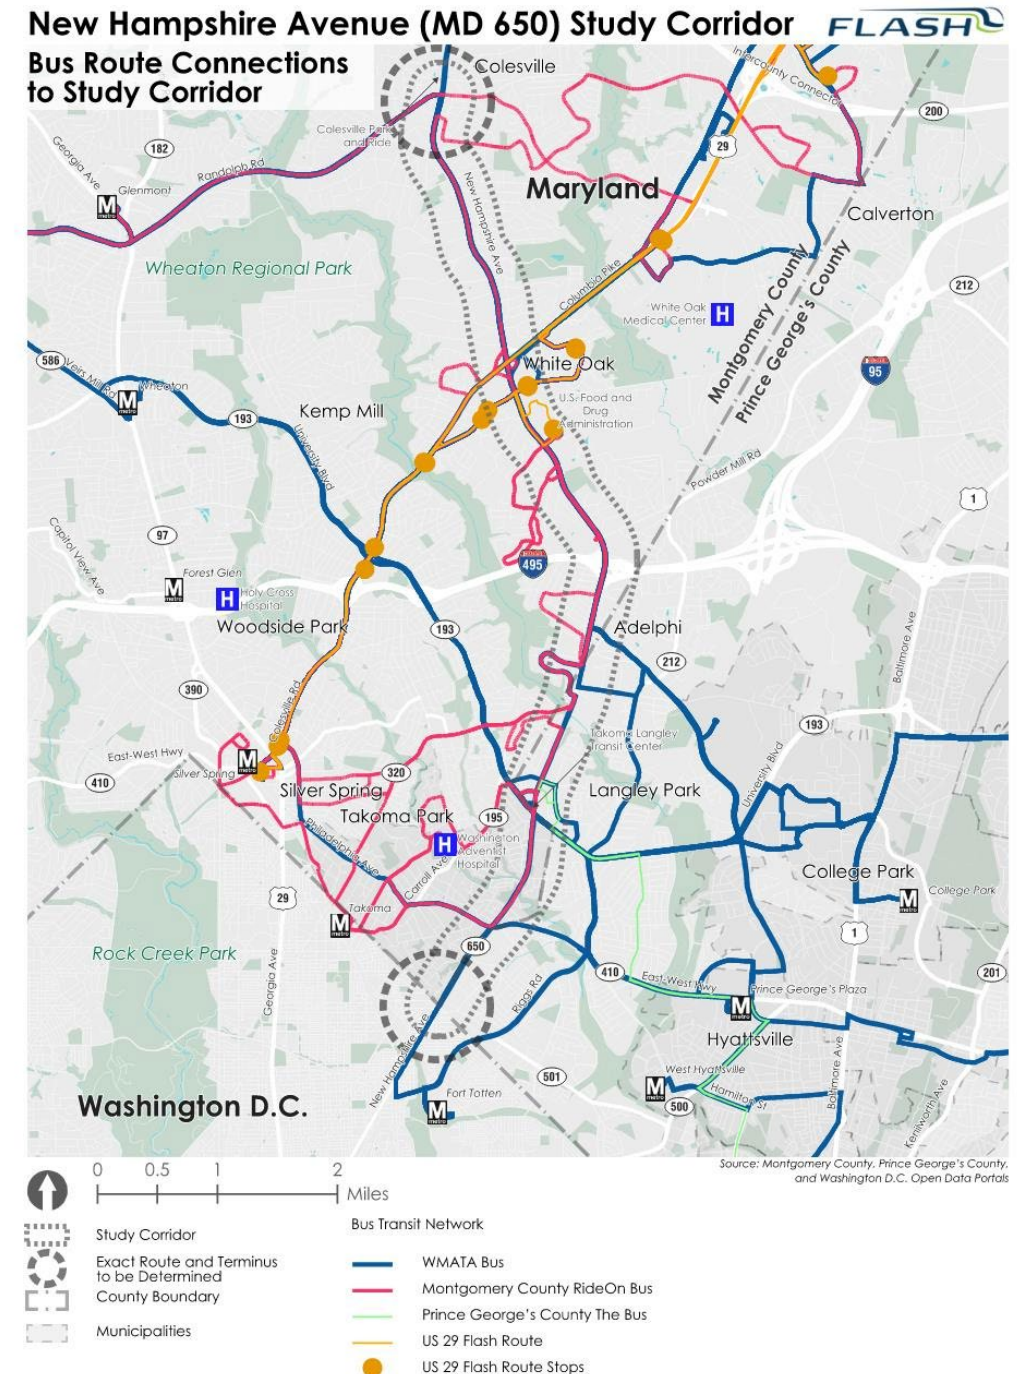 New Hampshire Avenue (MD 650) Study Corridor
FLASH
Bus Route Connections
to Study Corridor
Colesville
Intercounty Connector
200
29
182
Georgia Ave
Colesville Park
and Ride
Randolph Rd
Glenmont
M
metro
New Hampshire Ave
Maryland
Calverton
Wheaton Regional Park
Columbia Pike
Montgomery County
Prince George's County
212
White Oak
Medical Center
H
INTERSTATE
95
586
Veirs Mill Rd
Wheaton
M
metro
White Oak
193
Kemp Mill
U.S. Food and
Drug
Administration
University Blvd
Powder Mill Rd
1
97
Capitol View Ave
Forest Glen
M
metro
H
Holy Cross
Hospital
INTERSTATE
495
Woodside Park
193
Adelphi
212
Baltimore Ave
390
Colesville Rd
193
East-West Hwy
410
M
metro
Silver Spring
Takoma Langley
Transit Center
University Blvd
320
Silver Spring
Langley Park
Takoma Park
195
H
Washington
Adventist
Hospital
Philadelphia Ave
Carroll Ave
College Park
College Park
M
metro
29
Takoma
M
metro
1
Rock Creek Park
650
410
East-West Hwy
Prince George's Plaza
M
metro
201
Georgia Ave
Riggs Rd
Hyattsville
New Hampshire Ave
Baltimore Ave
501
West Hyattsville
M
metro
500
Hamilton St
Kenilworth Ave
Fort Totten
M
metro
Washington D.C.
Source: Montgomery County, Prince George's County,
and Washington D.C. Open Data Portals
0 0.5 1 2
Miles
Study Corridor
Exact Route and Terminus
to be Determined
County Boundary
Municipalities
Bus Transit Network
WMATA Bus
Montgomery County RideOn Bus
Prince George's County The Bus
US 29 Flash Route
US 29 Flash Route Stops